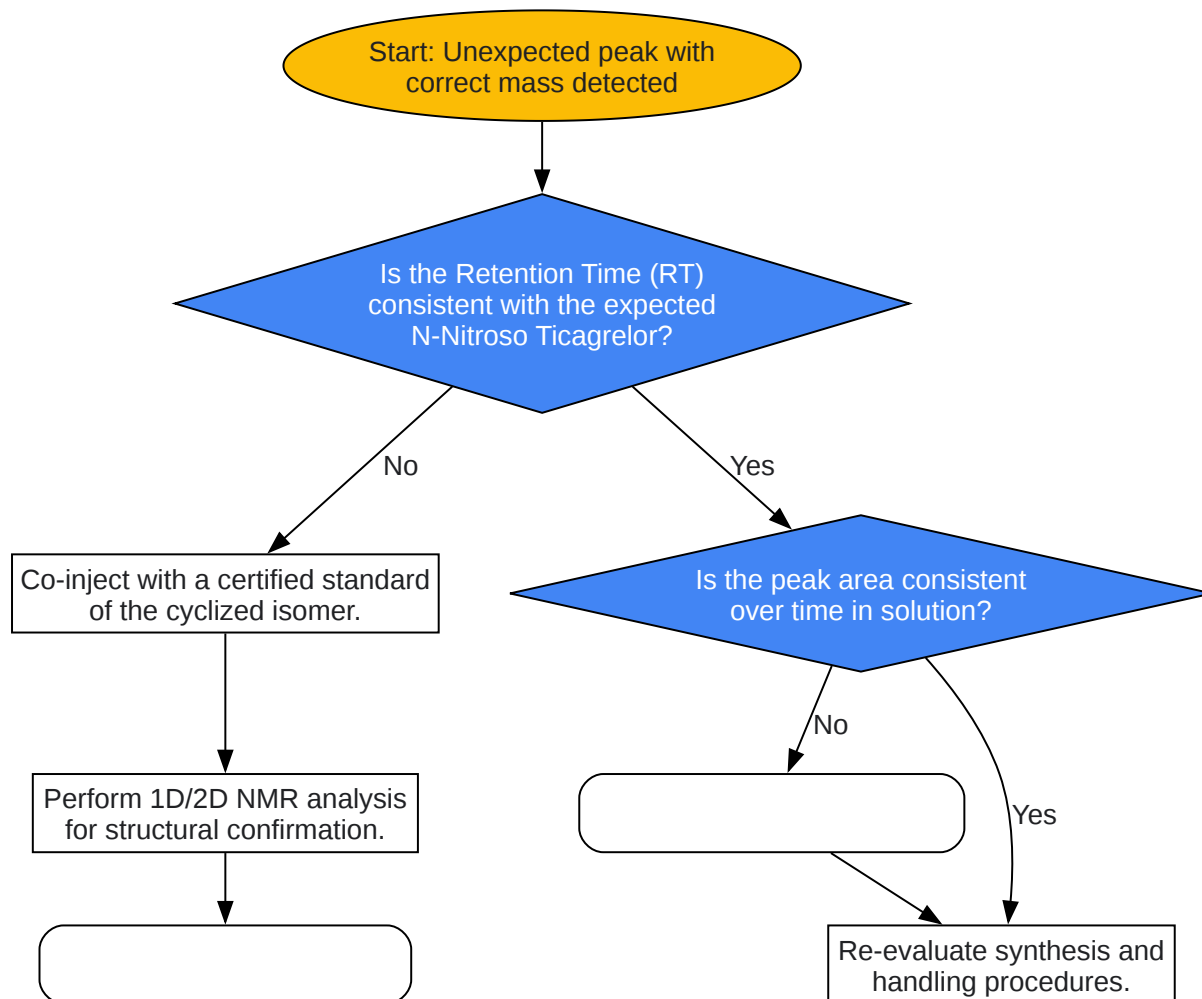 Start: Unexpected peak with
correct mass detected
Is the Retention Time (RT)
consistent with the expected
N-Nitroso Ticagrelor?
No
Yes
Co-inject with a certified standard
of the cyclized isomer.
Is the peak area consistent
over time in solution?
No
Yes
Perform 1D/2D NMR analysis
for structural confirmation.
Re-evaluate synthesis and
handling procedures.